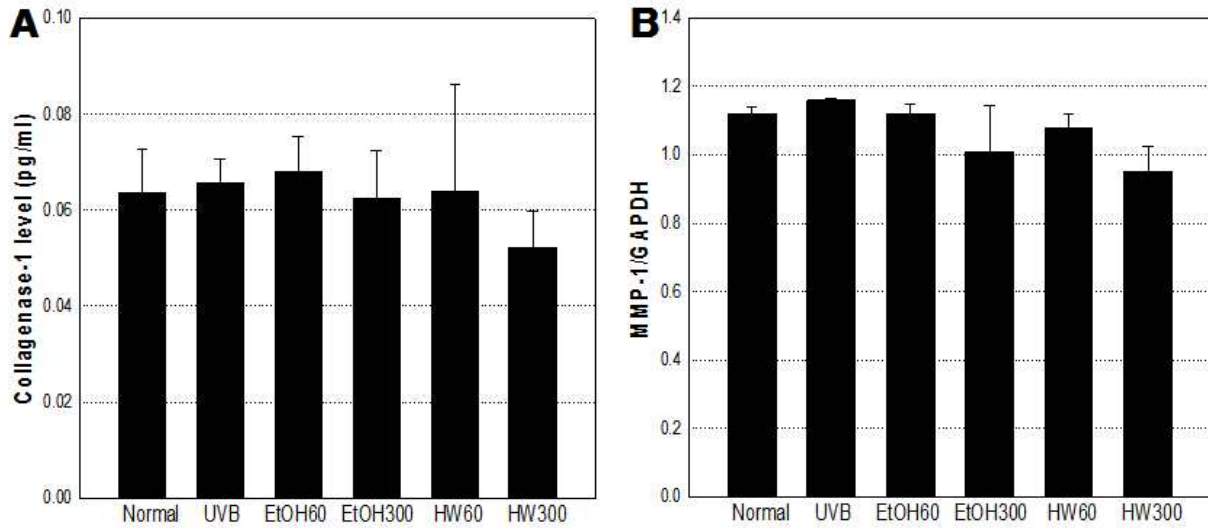 A
Collagenase-1 level (pg/ml)
0.10
0.08
0.06
0.04
0.02
0.00
Normal UVB EtOH60 EtOH300 HW60 HW300
B
MMP-1/GAPDH
1.4
1.2
1.0
0.8
0.6
0.4
0.2
0.0
Normal UVB EtOH60 EtOH300 HW60 HW300